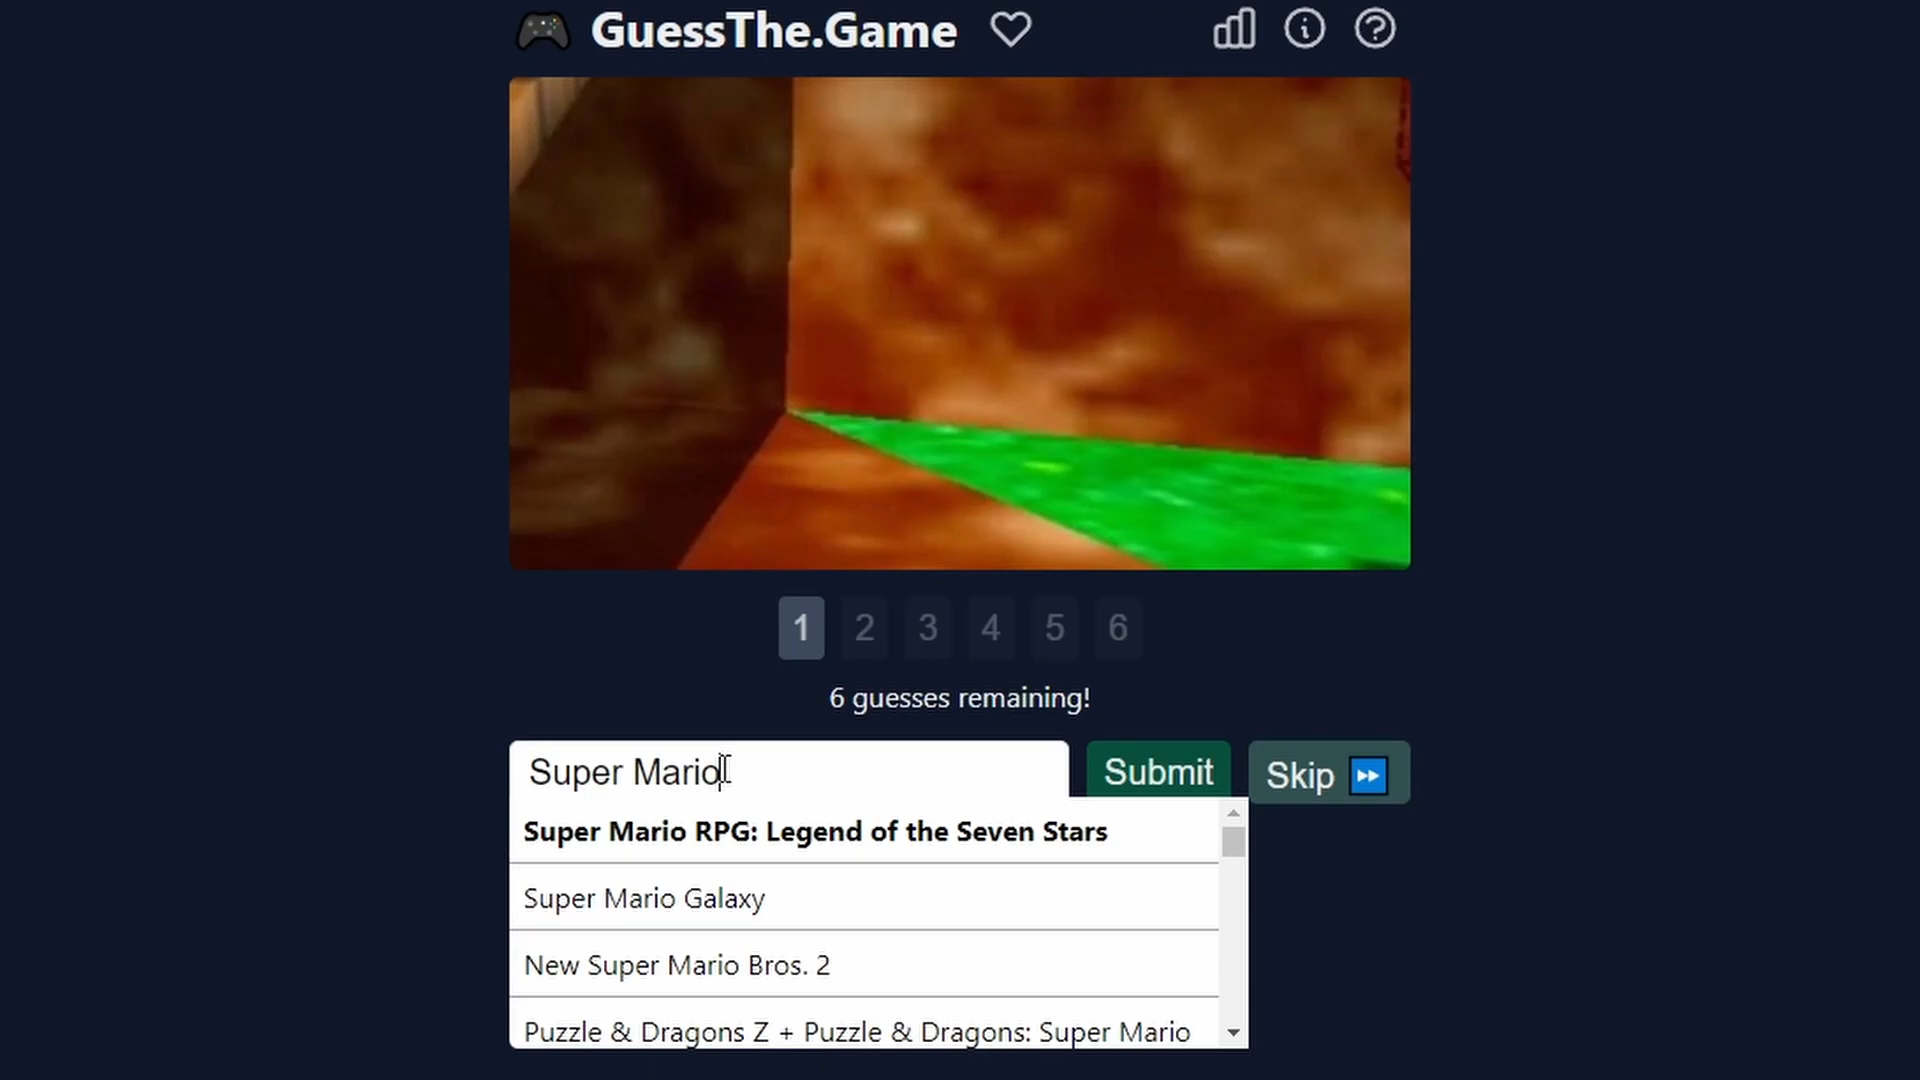 GuessThe.Game
1 2 3 4 5 6
6 guesses remaining!
Super Mario
Submit
Skip
Super Mario RPG: Legend of the Seven Stars
Super Mario Galaxy
New Super Mario Bros. 2
Puzzle & Dragons Z + Puzzle & Dragons: Super Mario